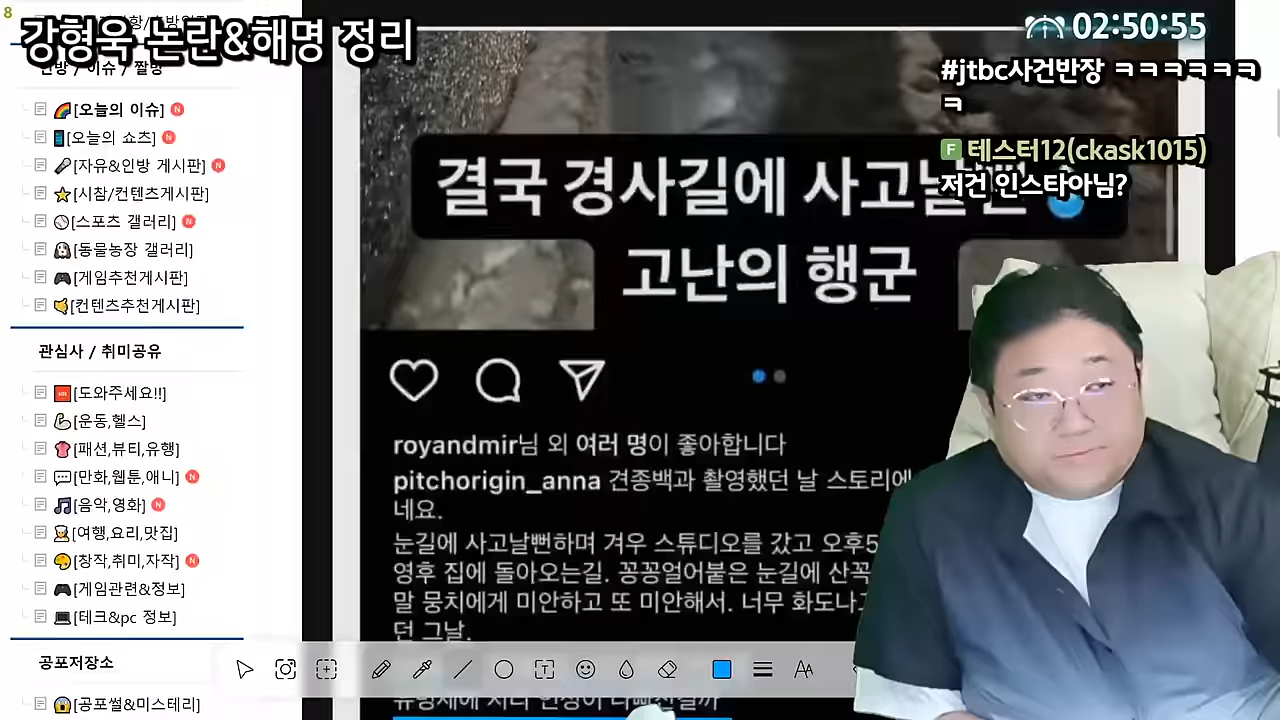 8
강형욱 논란&해명 정리
02:50:55
#jtbc사건반장 ㅋㅋㅋㅋㅋㅋ
ㅋ
테스터12(ckask1015)
저건 인스타아님?
인방 / 이슈 / 짤방
[오늘의 이슈] N
[오늘의 쇼츠] N
[자유&인방 게시판] N
[시참/컨텐츠게시판]
[스포츠 갤러리] N
[동물농장 갤러리]
[게임추천게시판]
[컨텐츠추천게시판]
관심사 / 취미공유
[도와주세요!!]
[운동,헬스]
[패션,뷰티,유행]
[만화,웹툰,애니] N
[음악,영화] N
[여행,요리,맛집]
[창작,취미,자작] N
[게임관련&정보]
[테크&pc 정보]
공포저장소
[공포썰&미스테리]
결국 경사길에 사고날뻔
고난의 행군
royandmir님 외 여러 명이 좋아합니다
pitchorigin_anna 견종백과 촬영했던 날 스토리에
네요.
눈길에 사고날뻔하며 겨우 스튜디오를 갔고 오후5
영후 집에 돌아오는길. 꽁꽁얼어붙은 눈길에 산꼭
말 뭉치에게 미안하고 또 미안해서. 너무 화도나고
던 그날.